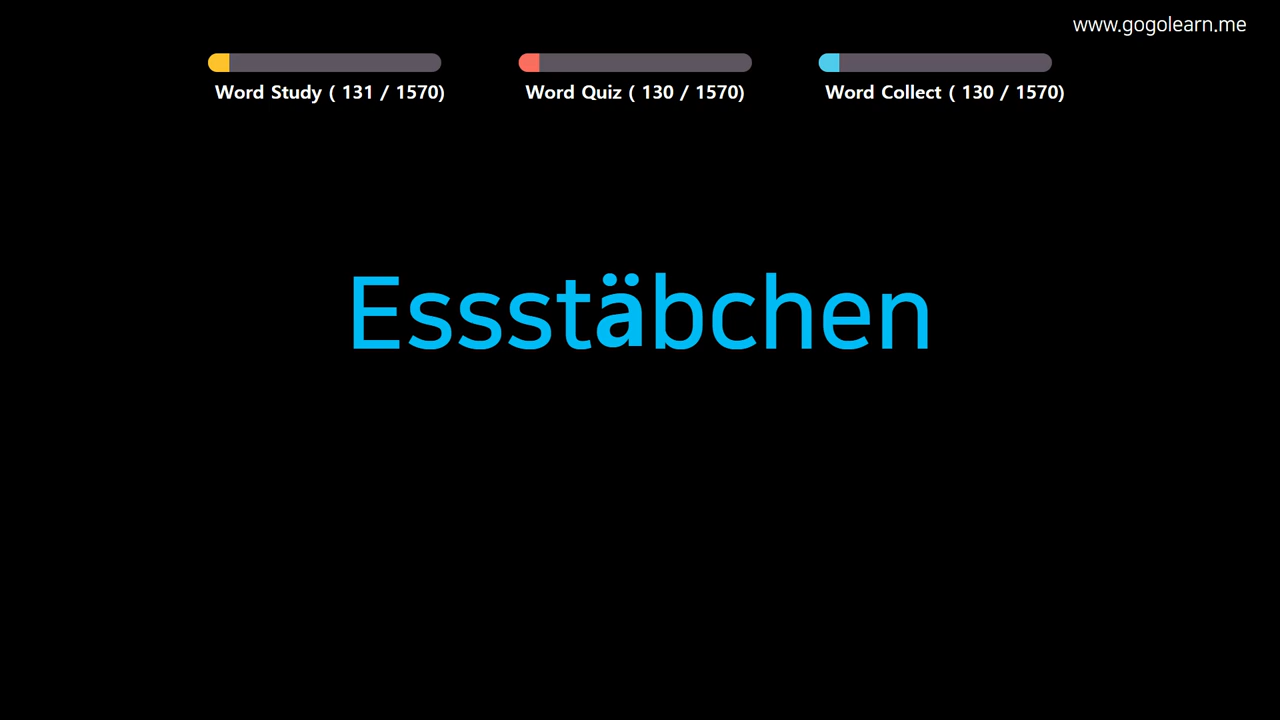 www.gogolearn.me
Word Study ( 131 / 1570)
Word Quiz ( 130 / 1570)
Word Collect ( 130 / 1570)
Essstäbchen